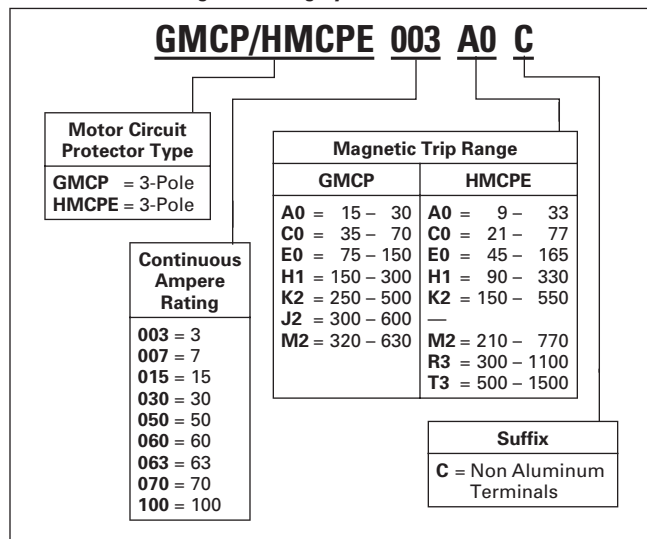 GMCP/HMCPE 003 A0 C
Motor Circuit
Protector Type
GMCP = 3-Pole
HMCPE = 3-Pole
Continuous
Ampere
Rating
003 = 3
007 = 7
015 = 15
030 = 30
050 = 50
060 = 60
063 = 63
070 = 70
100 = 100
Magnetic Trip Range
GMCP
A0 = 15 – 30
C0 = 35 – 70
E0 = 75 – 150
H1 = 150 – 300
K2 = 250 – 500
J2 = 300 – 600
M2 = 320 – 630
HMCPE
A0 = 9 – 33
C0 = 21 – 77
E0 = 45 – 165
H1 = 90 – 330
K2 = 150 – 550
—
M2 = 210 – 770
R3 = 300 – 1100
T3 = 500 – 1500
Suffix
C = Non Aluminum
Terminals